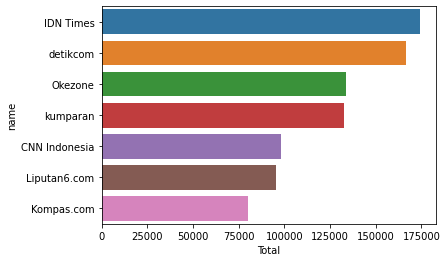 IDN Times
detikcom
Okezone
kumparan
CNN Indonesia
Liputan6.com
Kompas.com
name
0 25000 50000 75000 100000 125000 150000 175000
Total